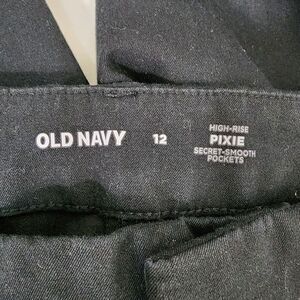 OLD NAVY 12
HIGH-RISE
PIXIE
SECRET-SMOOTH
POCKETS